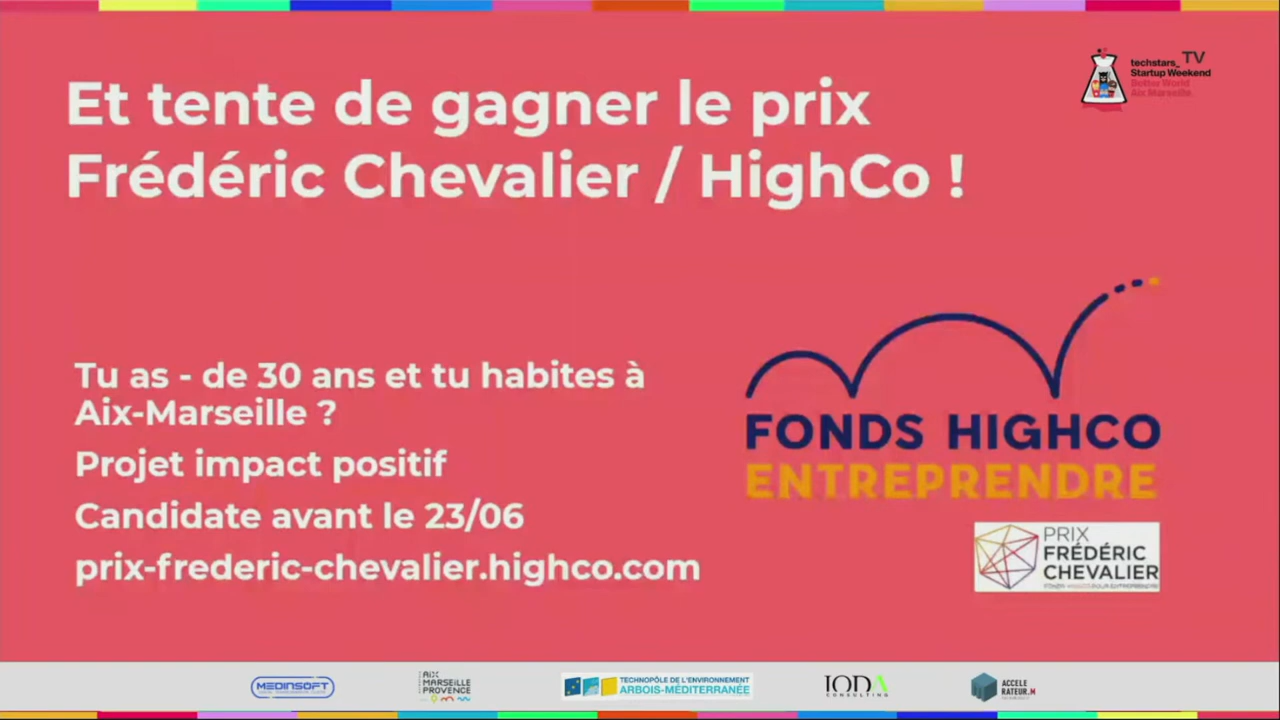 techstars_ TV
Startup Weekend
Better World
Aix Marseille
Et tente de gagner le prix
Frédéric Chevalier / HighCo !
Tu as - de 30 ans et tu habites à
Aix-Marseille ?
Projet impact positif
Candidate avant le 23/06
prix-frederic-chevalier.highco.com
FONDS HIGHCO
ENTREPRENDRE
PRIX
FRÉDÉRIC
CHEVALIER
MEDINSOFT
AIX
MARSEILLE
PROVENCE
TECHNOPÔLE DE L'ENVIRONNEMENT
ARBOIS-MÉDITERRANÉE
IODA
CONSULTING
ACCELE
RATEUR.M